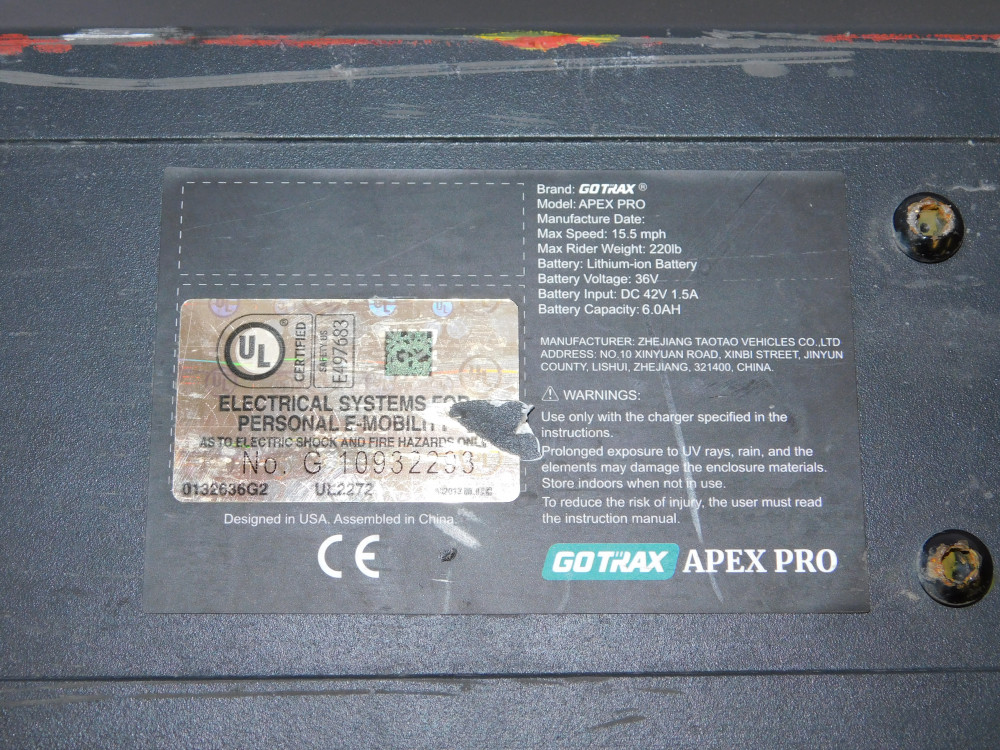 Brand: GOTRAX ®
Model: APEX PRO
Manufacture Date:
Max Speed: 15.5 mph
Max Rider Weight: 220lb
Battery: Lithium-ion Battery
Battery Voltage: 36V
Battery Input: DC 42V 1.5A
Battery Capacity: 6.0AH
MANUFACTURER: ZHEJIANG TAOTAO VEHICLES CO.,LTD
ADDRESS: NO.10 XINYUAN ROAD, XINBI STREET, JINYUN
COUNTY, LISHUI, ZHEJIANG, 321400, CHINA.
⚠ WARNINGS:
Use only with the charger specified in the
instructions.
Prolonged exposure to UV rays, rain, and the
elements may damage the enclosure materials.
Store indoors when not in use.
To reduce the risk of injury, the user must read
the instruction manual.
GOTRAX APEX PRO
UL ®
CERTIFIED
SAFETY US
E497683
ELECTRICAL SYSTEMS FOR
PERSONAL E-MOBILITY
AS TO ELECTRIC SHOCK AND FIRE HAZARDS ONLY
No. G 10932233
0132636G2 UL2272
Designed in USA. Assembled in China.
CE